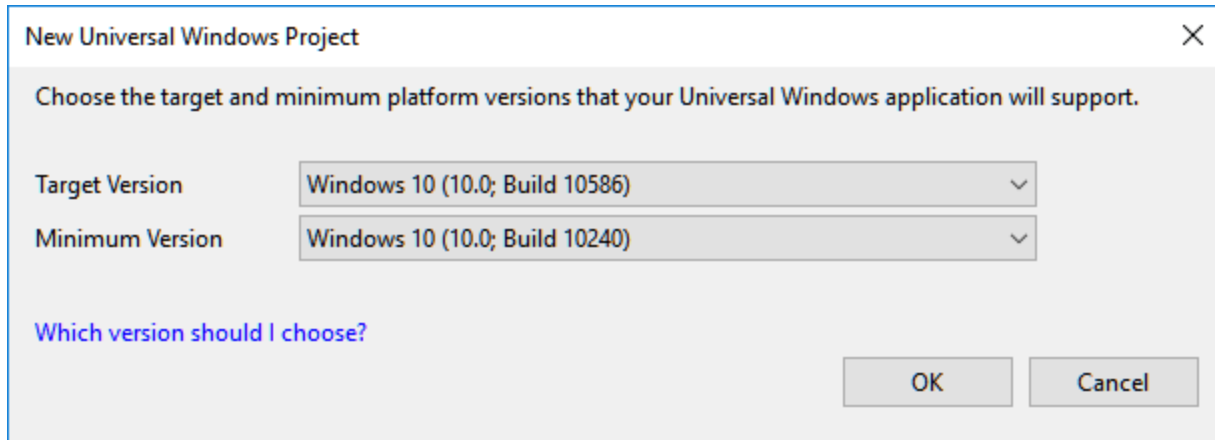 New Universal Windows Project
Choose the target and minimum platform versions that your Universal Windows application will support.
Target Version Windows 10 (10.0; Build 10586)
Minimum Version Windows 10 (10.0; Build 10240)
Which version should I choose?
OK Cancel